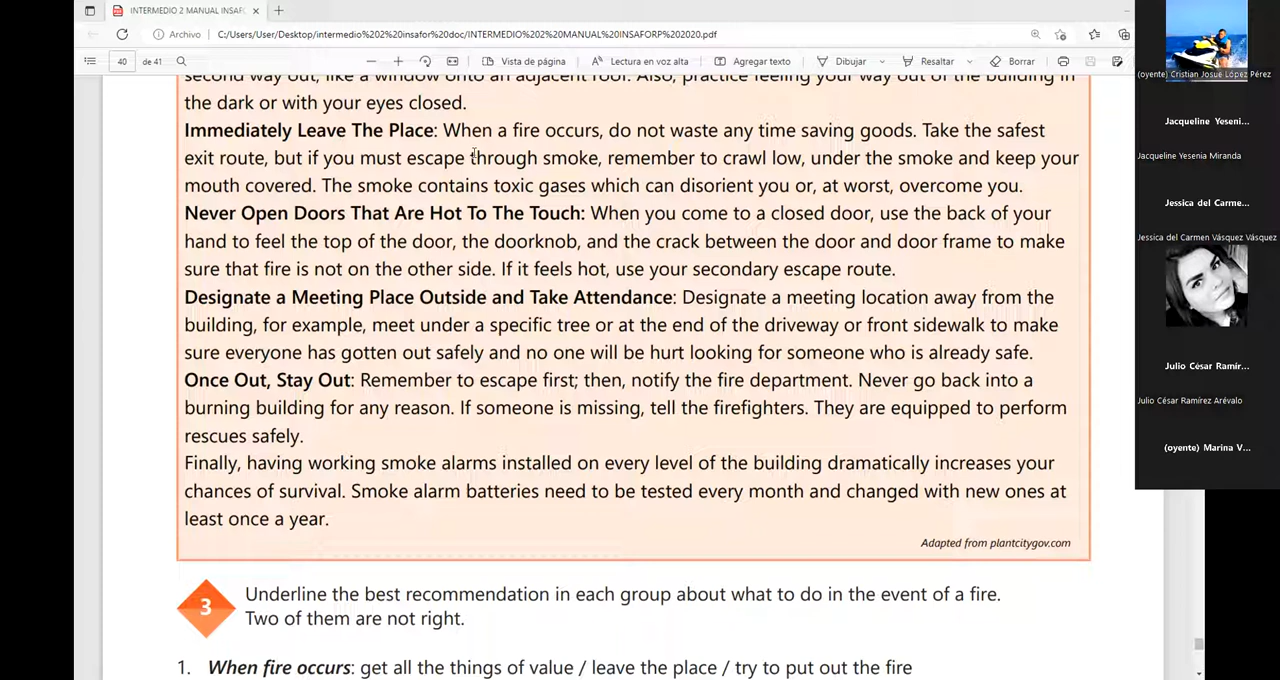 INTERMEDIO 2 MANUAL INSAF
Archivo C:/Users/User/Desktop/intermedio%202%20insafor%20doc/INTERMEDIO%202%20MANUAL%20INSAFORP%202020.pdf
40 de 41 Vista de página Lectura en voz alta Agregar texto Dibujar Resaltar Borrar
second way out, like a window onto an adjacent roof. Also, practice feeling your way out of the building in
the dark or with your eyes closed.
Immediately Leave The Place: When a fire occurs, do not waste any time saving goods. Take the safest
exit route, but if you must escape through smoke, remember to crawl low, under the smoke and keep your
mouth covered. The smoke contains toxic gases which can disorient you or, at worst, overcome you.
Never Open Doors That Are Hot To The Touch: When you come to a closed door, use the back of your
hand to feel the top of the door, the doorknob, and the crack between the door and door frame to make
sure that fire is not on the other side. If it feels hot, use your secondary escape route.
Designate a Meeting Place Outside and Take Attendance: Designate a meeting location away from the
building, for example, meet under a specific tree or at the end of the driveway or front sidewalk to make
sure everyone has gotten out safely and no one will be hurt looking for someone who is already safe.
Once Out, Stay Out: Remember to escape first; then, notify the fire department. Never go back into a
burning building for any reason. If someone is missing, tell the firefighters. They are equipped to perform
rescues safely.
Finally, having working smoke alarms installed on every level of the building dramatically increases your
chances of survival. Smoke alarm batteries need to be tested every month and changed with new ones at
least once a year.
Adapted from plantcitygov.com
3 Underline the best recommendation in each group about what to do in the event of a fire.
Two of them are not right.
1. When fire occurs: get all the things of value / leave the place / try to put out the fire
(oyente) Cristian Josué López Pérez
Jacqueline Yeseni...
Jacqueline Yesenia Miranda
Jessica del Carme...
Jessica del Carmen Vásquez Vásquez
Julio César Ramír...
Julio César Ramírez Arévalo
(oyente) Marina V...